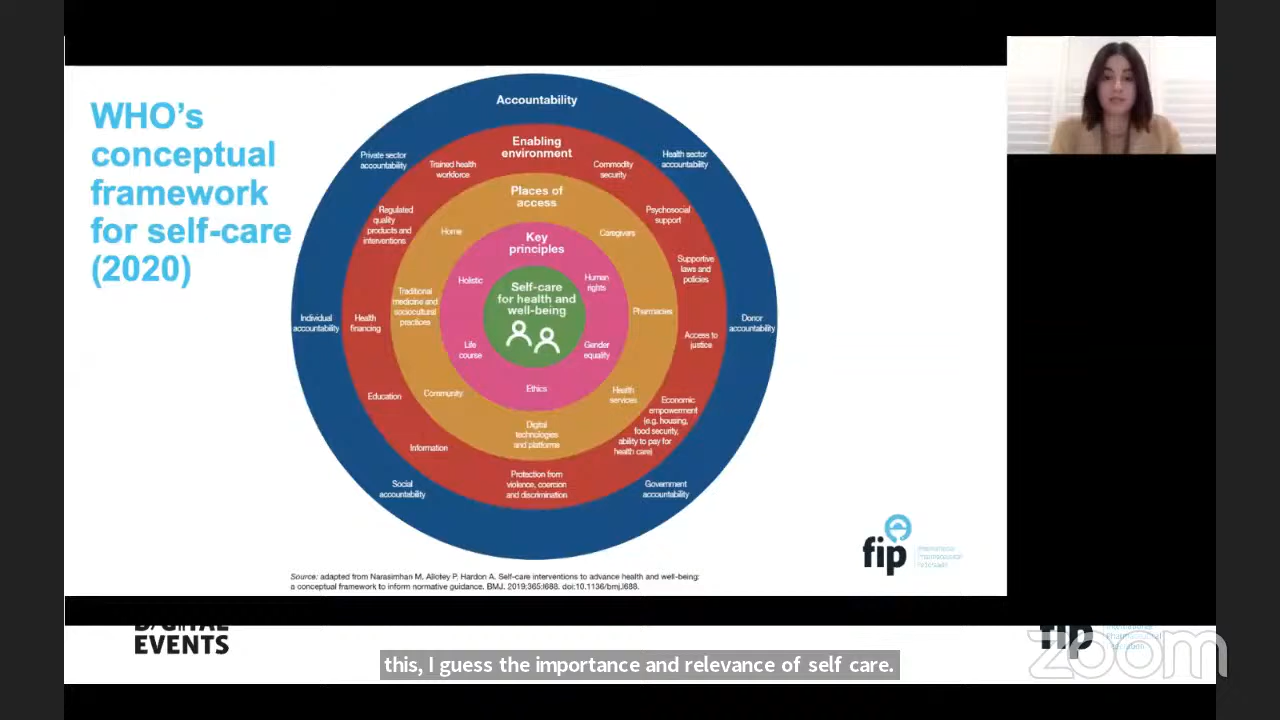 WHO's
conceptual
framework
for self-care
(2020)
Accountability
Private sector
accountability
Health sector
accountability
Individual
accountability
Donor
accountability
Social
accountability
Government
accountability
Enabling
environment
Trained health
workforce
Commodity
security
Regulated
quality
products and
interventions
Psychosocial
support
Supportive
laws and
policies
Health
financing
Access to
justice
Education
Economic
empowerment
(e.g. housing,
food security,
ability to pay for
health care)
Information
Protection from
violence, coercion
and discrimination
Places of
access
Home
Caregivers
Traditional
medicine and
sociocultural
practices
Pharmacies
Community
Health
services
Digital
technologies
and platforms
Key
principles
Holistic
Human
rights
Life
course
Gender
equality
Ethics
Self-care
for health and
well-being
fip
International
Pharmaceutical
Federation
Source: adapted from Narasimhan M, Allotey P, Hardon A. Self-care interventions to advance health and well-being:
a conceptual framework to inform normative guidance. BMJ. 2019;365:l688. doi:10.1136/bmj.l688.
DIGITAL
EVENTS
fip
this, I guess the importance and relevance of self care.
zoom